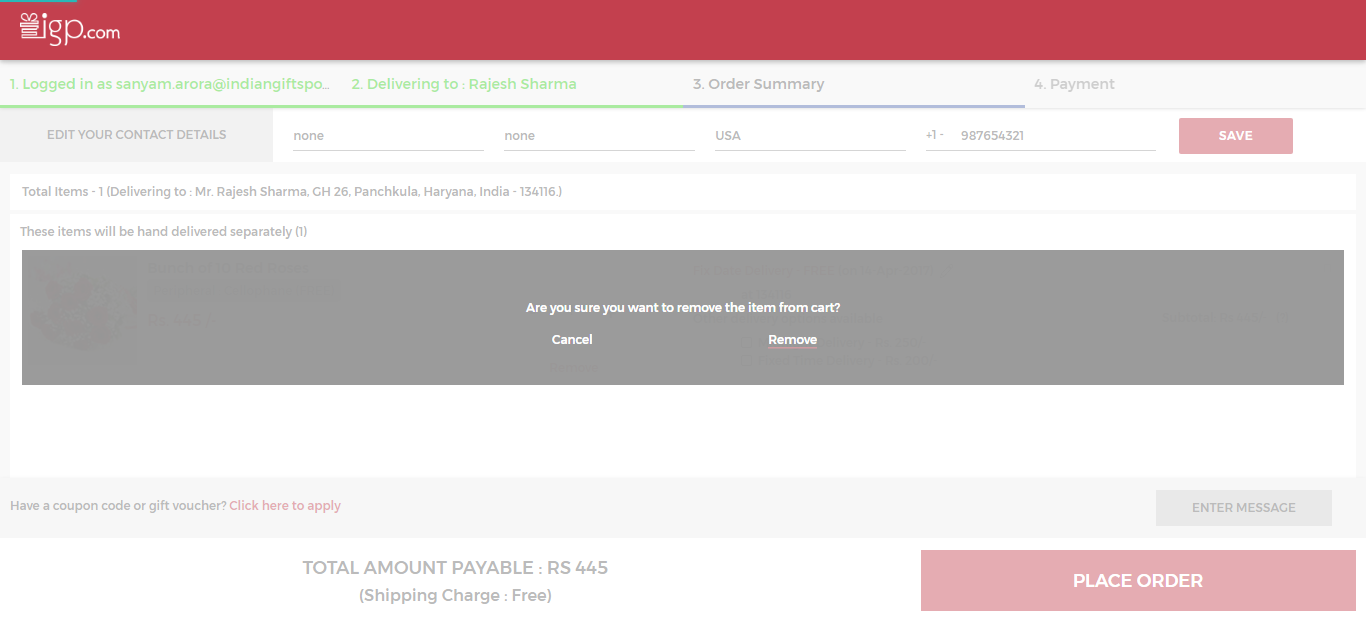 igp.com
1. Logged in as sanyam.arora@indiangiftspo... 2. Delivering to : Rajesh Sharma 3. Order Summary 4. Payment
EDIT YOUR CONTACT DETAILS none none USA +1 - 987654321 SAVE
Total Items - 1 (Delivering to : Mr. Rajesh Sharma, GH 26, Panchkula, Haryana, India - 134116.)
These items will be hand delivered separately (1)
Are you sure you want to remove the item from cart?
Cancel Remove
Have a coupon code or gift voucher? Click here to apply ENTER MESSAGE
TOTAL AMOUNT PAYABLE : RS 445
(Shipping Charge : Free)
PLACE ORDER